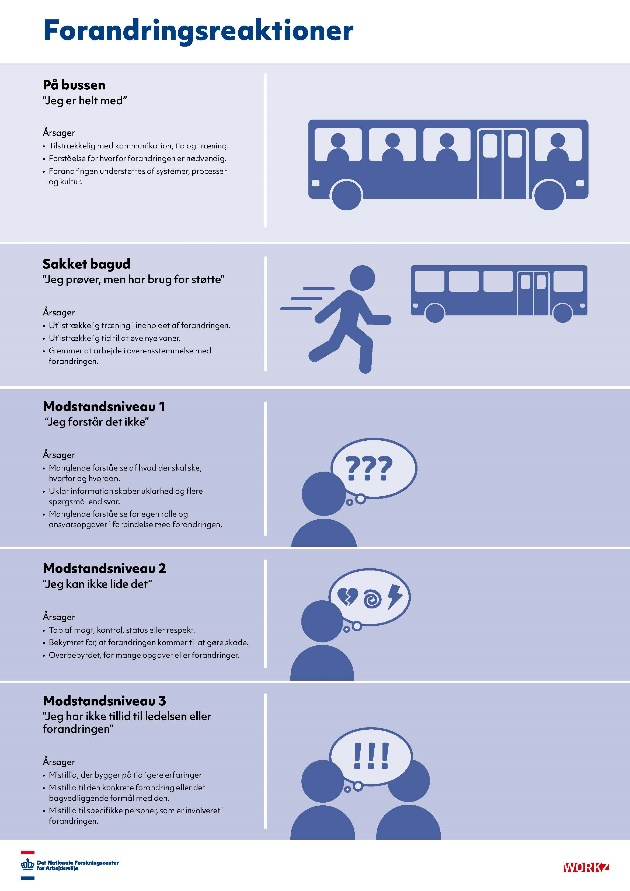 Forandringsreaktioner
På bussen
"Jeg er helt med"
Årsager
• Tilstrækkelig med kommunikation, tid og træning.
• Forståelse for hvorfor forandringen er nødvendig.
• Forandringen understøttes af systemer, processer
og kultur.
Sakket bagud
"Jeg prøver, men har brug for støtte"
Årsager
• Utilstrækkelig træning i indholdet af forandringen.
• Utilstrækkelig tid til at øve nye vaner.
• Glemmer at arbejde i overensstemmelse med
forandringen.
Modstandsniveau 1
"Jeg forstår det ikke"
Årsager
• Manglende forståelse af hvad der skal ske,
hvorfor og hvordan.
• Uklar information skaber uklarhed og flere
spørgsmål end svar.
• Manglende forståelse for egen rolle og
ansvarsopgaver i forbindelse med forandringen.
???
Modstandsniveau 2
"Jeg kan ikke lide det"
Årsager
• Tab af magt, kontrol, status eller respekt.
• Bekymret for, at forandringen kommer til at gøre skade.
• Overbebyrdet, for mange opgaver eller forandringer.
Modstandsniveau 3
"Jeg har ikke tillid til ledelsen eller
forandringen"
Årsager
• Mistillid, der bygger på tidligere erfaringer
• Mistillid til den konkrete forandring eller det
bagvedliggende formål med den.
• Mistillid til specifikke personer, som er involveret i
forandringen.
!!!
Det Nationale Forskningscenter
for Arbejdsmiljø
WORKZ